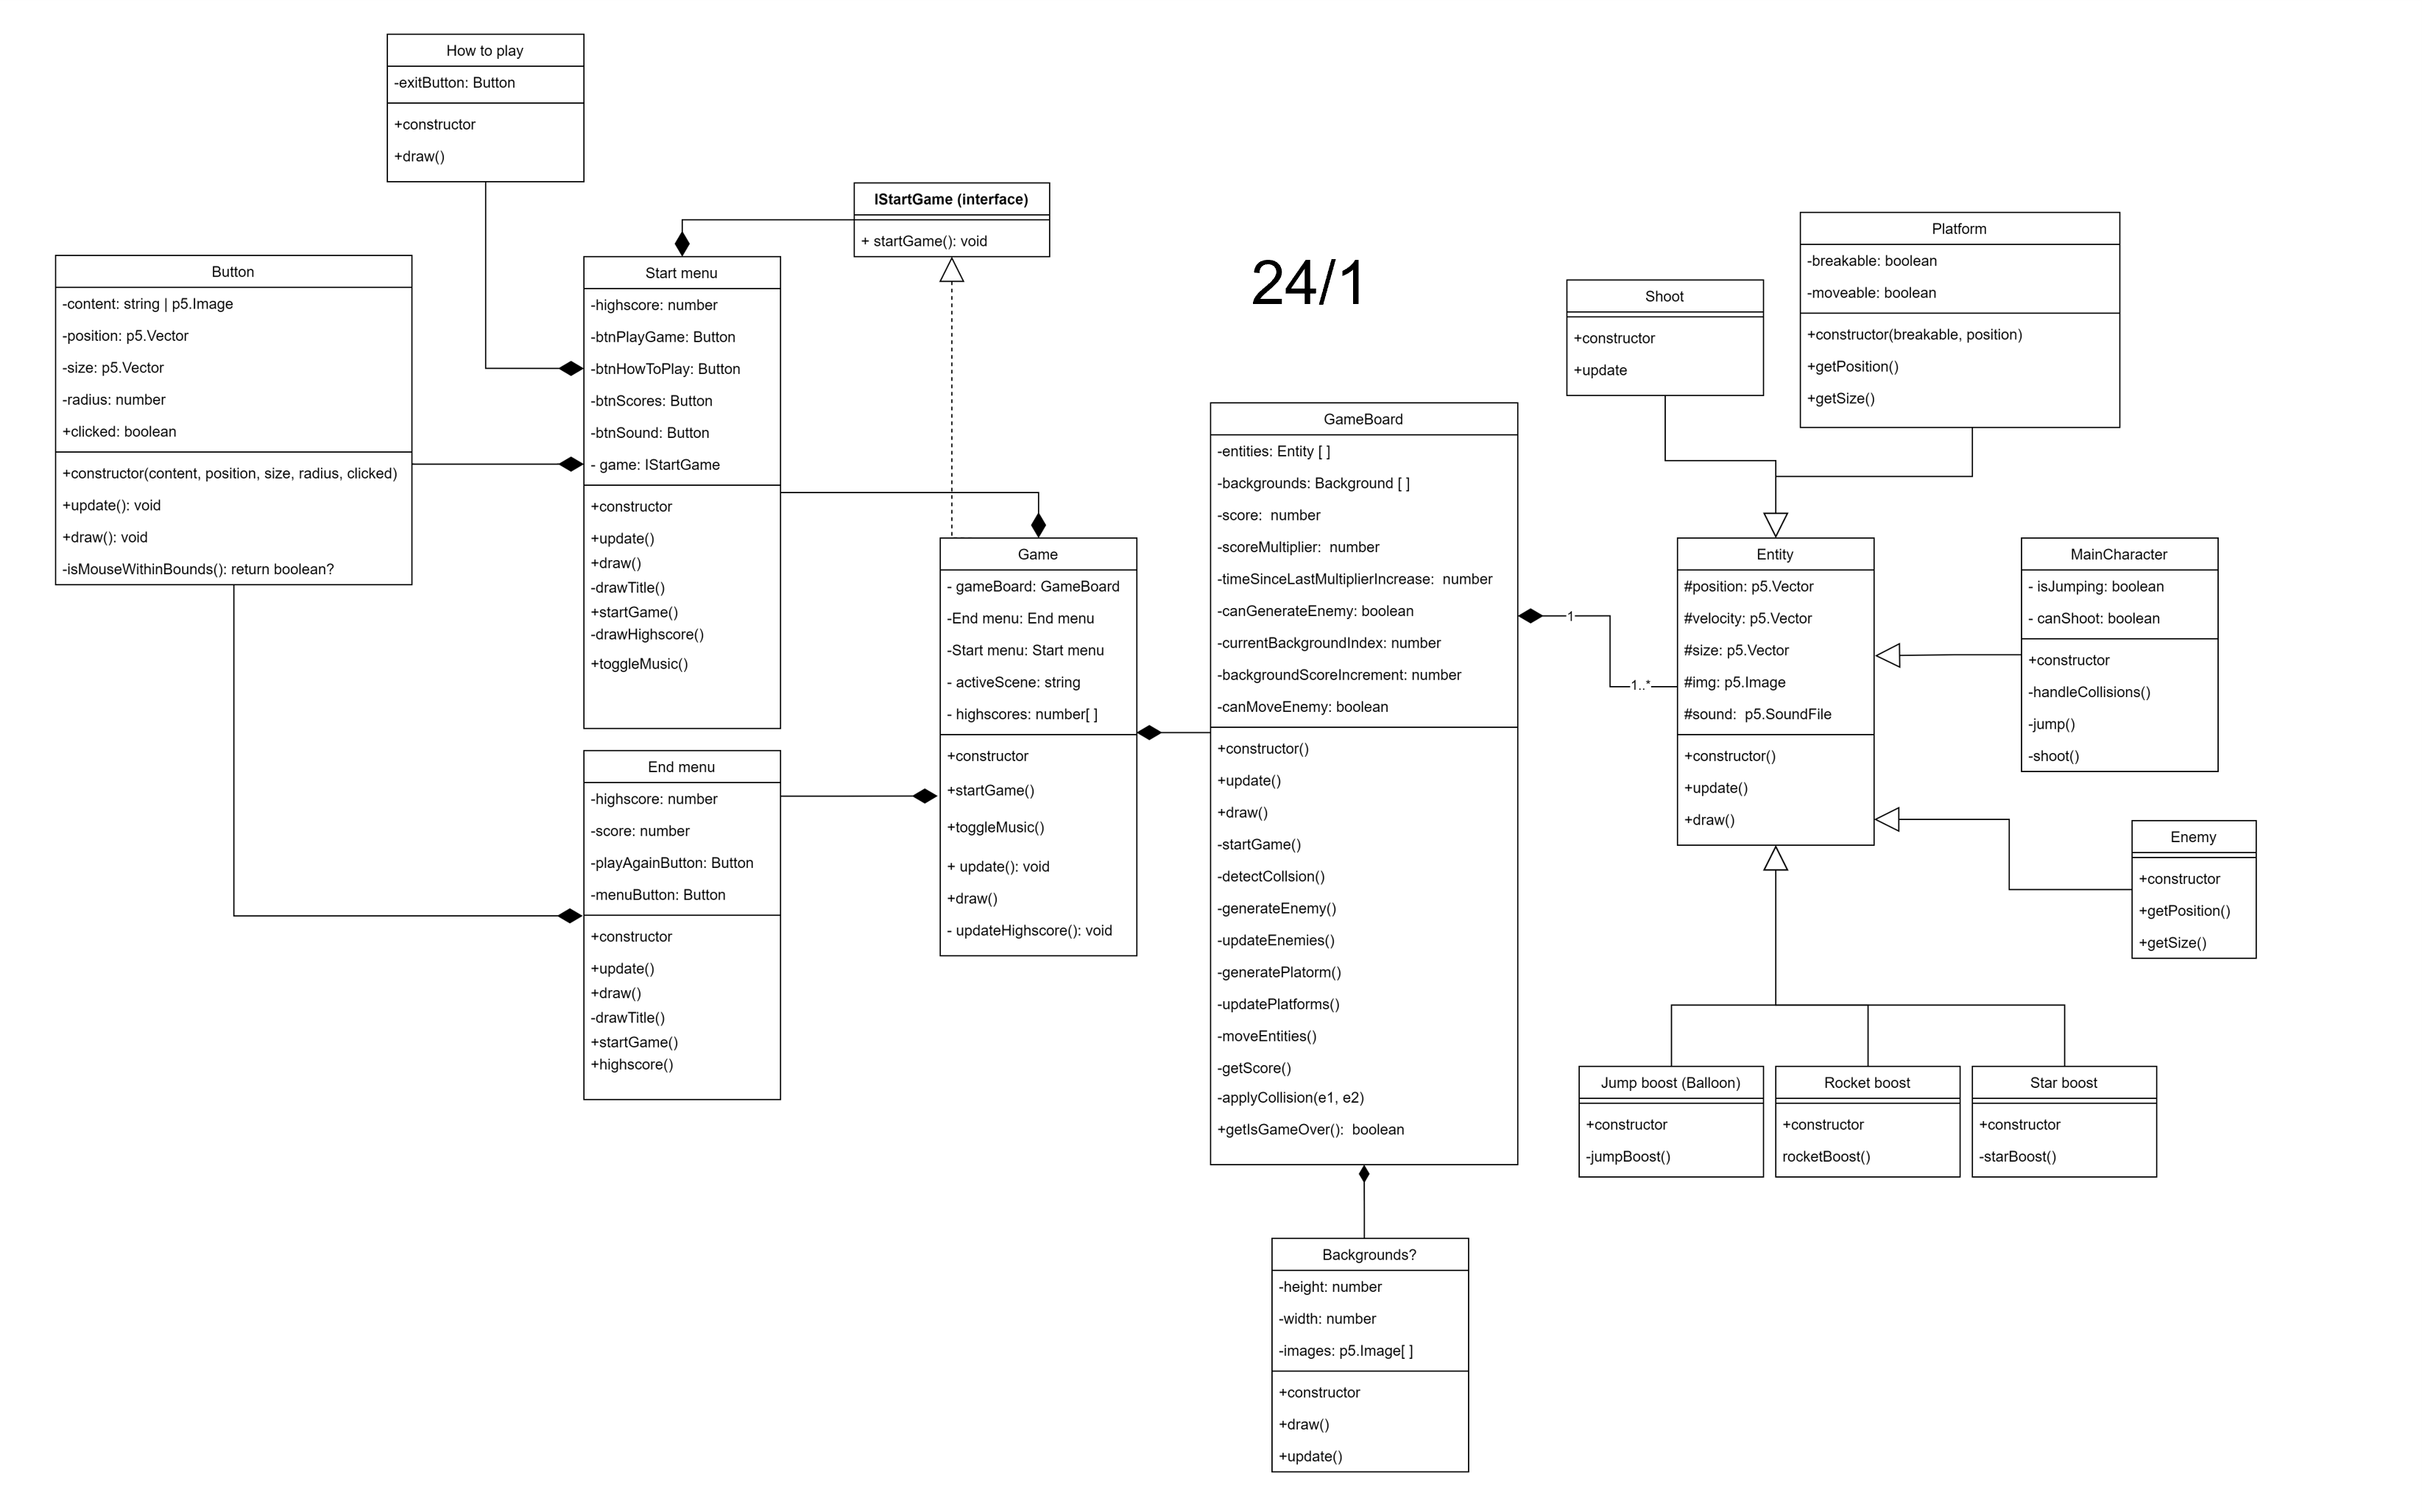 How to play
-exitButton: Button
+constructor
+draw()
IStartGame (interface)
+ startGame(): void
Button
-content: string | p5.Image
-position: p5.Vector
-size: p5.Vector
-radius: number
+clicked: boolean
+constructor(content, position, size, radius, clicked)
+update(): void
+draw(): void
-isMouseWithinBounds(): return boolean?
Start menu
-highscore: number
-btnPlayGame: Button
-btnHowToPlay: Button
-btnScores: Button
-btnSound: Button
- game: IStartGame
+constructor
+update()
+draw()
-drawTitle()
+startGame()
-drawHighscore()
+toggleMusic()
End menu
-highscore: number
-score: number
-playAgainButton: Button
-menuButton: Button
+constructor
+update()
+draw()
-drawTitle()
+startGame()
+highscore()
Game
- gameBoard: GameBoard
-End menu: End menu
-Start menu: Start menu
- activeScene: string
- highscores: number[ ]
+constructor
+startGame()
+toggleMusic()
+ update(): void
+draw()
- updateHighscore(): void
24/1
GameBoard
-entities: Entity [ ]
-backgrounds: Background [ ]
-score:  number
-scoreMultiplier:  number
-timeSinceLastMultiplierIncrease:  number
-canGenerateEnemy: boolean
-currentBackgroundIndex: number
-backgroundScoreIncrement: number
-canMoveEnemy: boolean
+constructor()
+update()
+draw()
-startGame()
-detectCollsion()
-generateEnemy()
-updateEnemies()
-generatePlatorm()
-updatePlatforms()
-moveEntities()
-getScore()
-applyCollision(e1, e2)
+getIsGameOver():  boolean
1
1..*
Backgrounds?
-height: number
-width: number
-images: p5.Image[ ]
+constructor
+draw()
+update()
Shoot
+constructor
+update
Platform
-breakable: boolean
-moveable: boolean
+constructor(breakable, position)
+getPosition()
+getSize()
Entity
#position: p5.Vector
#velocity: p5.Vector
#size: p5.Vector
#img: p5.Image
#sound:  p5.SoundFile
+constructor()
+update()
+draw()
MainCharacter
- isJumping: boolean
- canShoot: boolean
+constructor
-handleCollisions()
-jump()
-shoot()
Enemy
+constructor
+getPosition()
+getSize()
Jump boost (Balloon)
+constructor
-jumpBoost()
Rocket boost
+constructor
rocketBoost()
Star boost
+constructor
-starBoost()